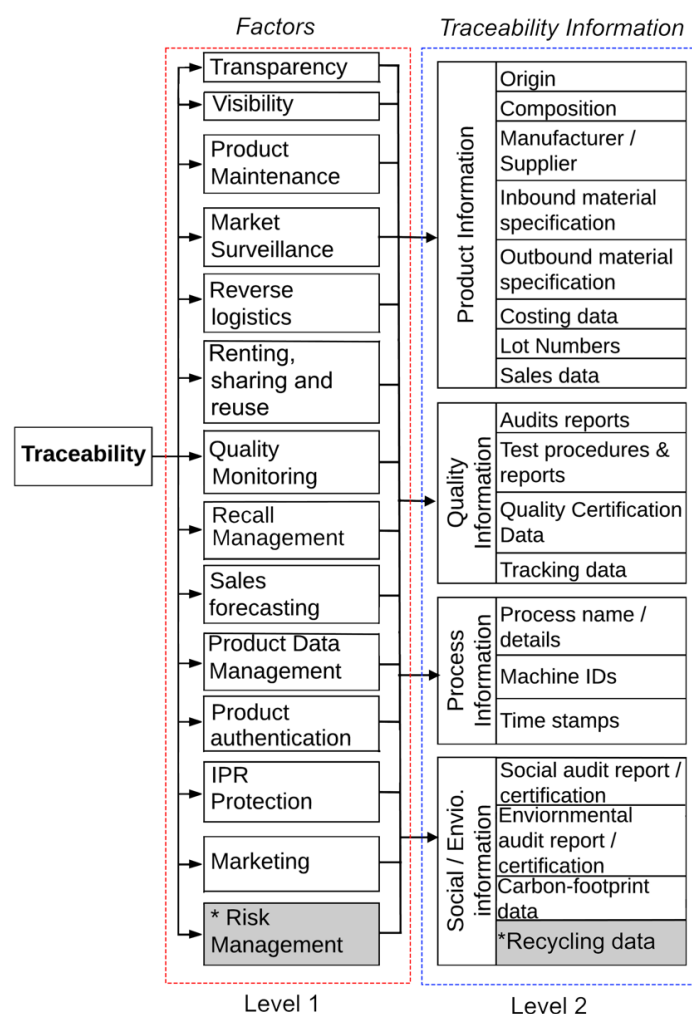 Factors
Traceability Information
Traceability
Transparency
Visibility
Product
Maintenance
Market
Surveillance
Reverse
logistics
Renting,
sharing and
reuse
Quality
Monitoring
Recall
Management
Sales
forecasting
Product Data
Management
Product
authentication
IPR
Protection
Marketing
* Risk
Management
Level 1
Product Information
Origin
Composition
Manufacturer /
Supplier
Inbound material
specification
Outbound material
specification
Costing data
Lot Numbers
Sales data
Quality
Information
Audits reports
Test procedures &
reports
Quality Certification
Data
Tracking data
Process
Information
Process name /
details
Machine IDs
Time stamps
Social / Envio.
information
Social audit report /
certification
Enviornmental
audit report /
certification
Carbon-footprint
data
*Recycling data
Level 2